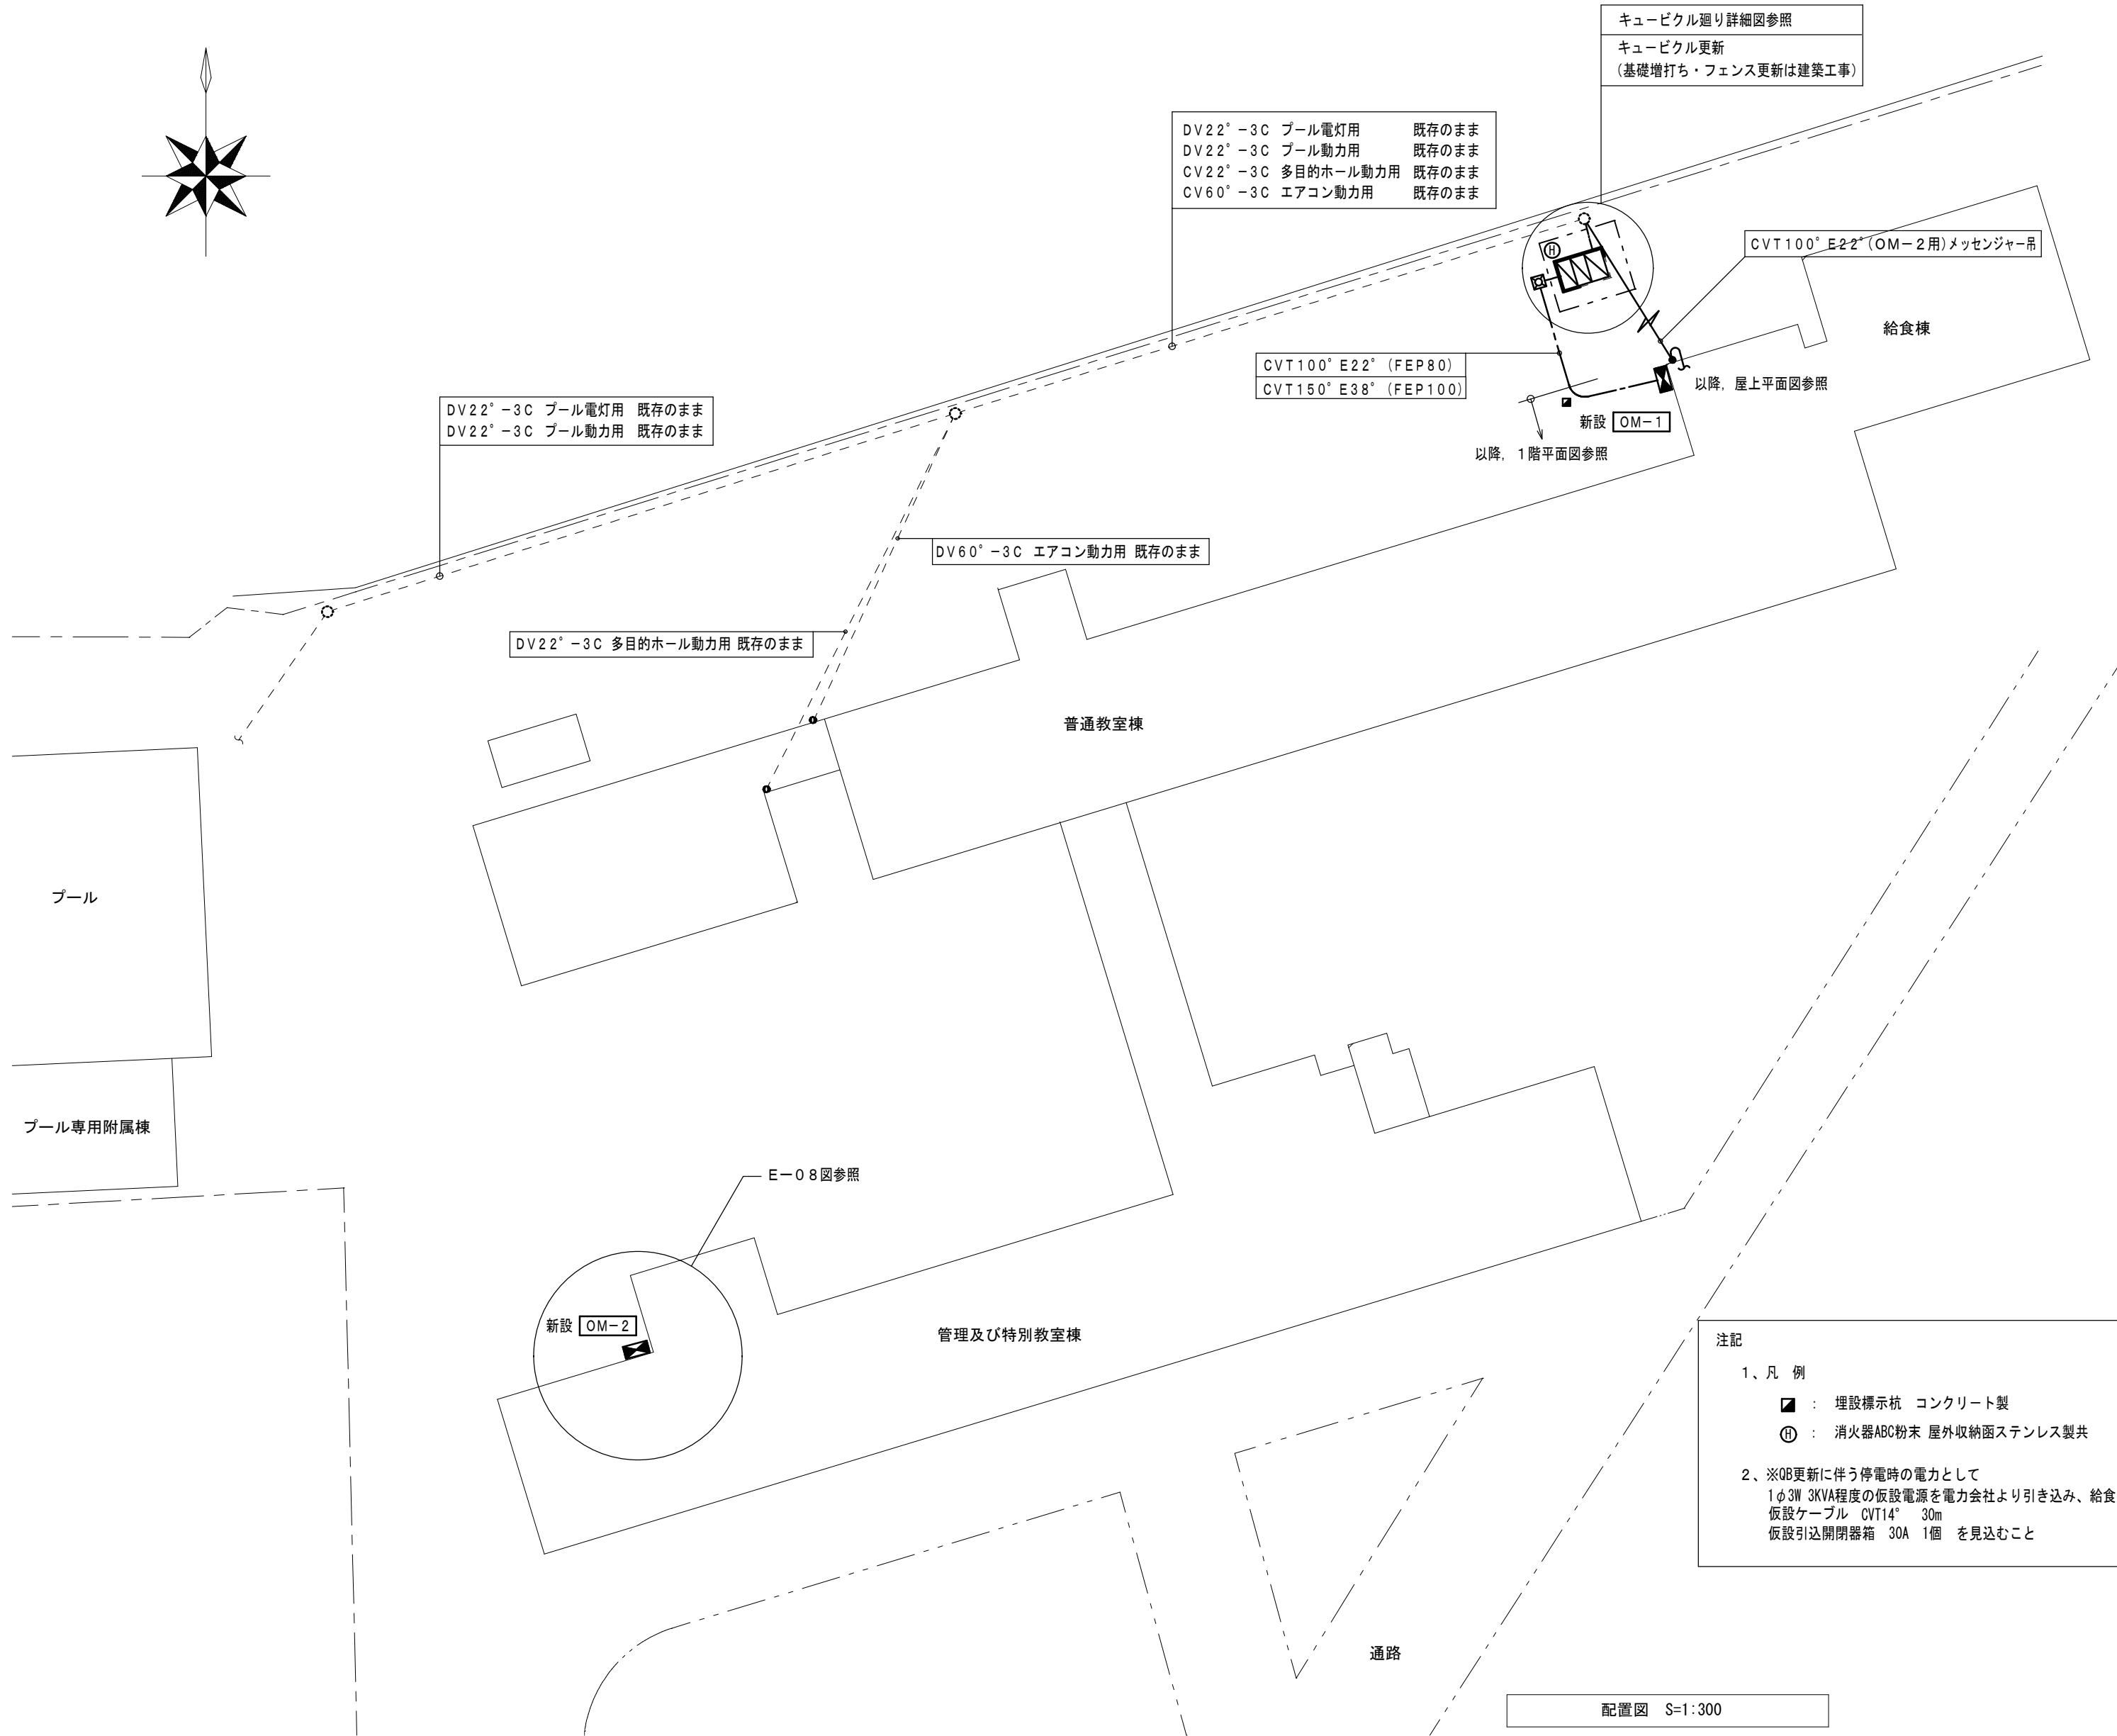 キュービクル廻り詳細図参照
キュービクル更新
(基礎増打ち・フェンス更新は建築工事)
DV22゜-3C プール電灯用 既存のまま
DV22゜-3C プール動力用 既存のまま
CV22゜-3C 多目的ホール動力用 既存のまま
CV60゜-3C エアコン動力用 既存のまま
CVT100゜E22゜(OM-2用)メッセンジャー吊
H
給食棟
CVT100゜E22゜(FEP80)
CVT150゜E38゜(FEP100)
以降, 屋上平面図参照
新設 OM-1
以降, 1階平面図参照
DV22゜-3C プール電灯用 既存のまま
DV22゜-3C プール動力用 既存のまま
DV60゜-3C エアコン動力用 既存のまま
DV22゜-3C 多目的ホール動力用 既存のまま
普通教室棟
プール
プール専用附属棟
E-08図参照
新設 OM-2
管理及び特別教室棟
注記
1、凡 例
: 埋設標示杭 コンクリート製
H : 消火器ABC粉末 屋外収納函ステンレス製共
2、※QB更新に伴う停電時の電力として
1φ3W 3KVA程度の仮設電源を電力会社より引き込み、給食
仮設ケーブル CVT14゜ 30m
仮設引込開閉器箱 30A 1個 を見込むこと
通路
配置図 S=1:300